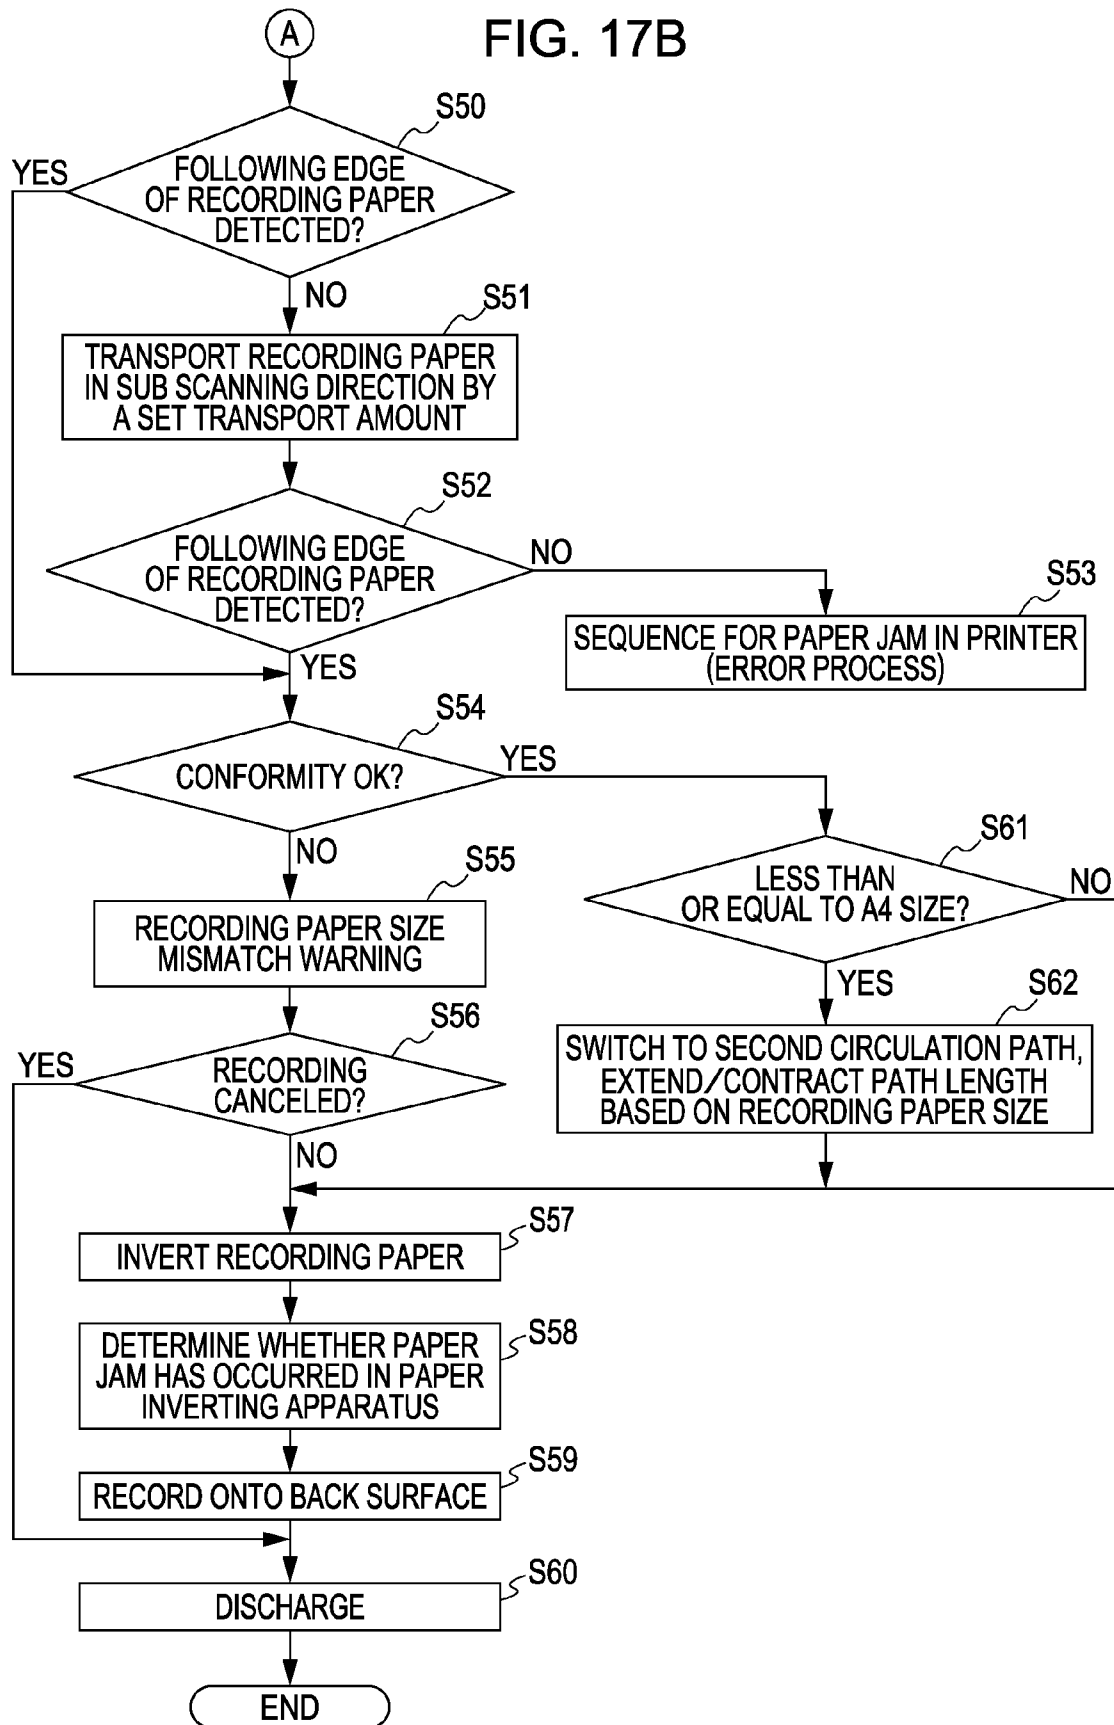 A
FIG. 17B
S50
YES
FOLLOWING EDGE
OF RECORDING PAPER
DETECTED?
NO
S51
TRANSPORT RECORDING PAPER
IN SUB SCANNING DIRECTION BY
A SET TRANSPORT AMOUNT
S52
FOLLOWING EDGE
OF RECORDING PAPER
DETECTED?
NO
YES
S53
SEQUENCE FOR PAPER JAM IN PRINTER
(ERROR PROCESS)
S54
CONFORMITY OK?
YES
NO
S61
LESS THAN
OR EQUAL TO A4 SIZE?
NO
YES
S55
RECORDING PAPER SIZE
MISMATCH WARNING
S62
SWITCH TO SECOND CIRCULATION PATH,
EXTEND/CONTRACT PATH LENGTH
BASED ON RECORDING PAPER SIZE
S56
YES
RECORDING
CANCELED?
NO
S57
INVERT RECORDING PAPER
S58
DETERMINE WHETHER PAPER
JAM HAS OCCURRED IN PAPER
INVERTING APPARATUS
S59
RECORD ONTO BACK SURFACE
S60
DISCHARGE
END